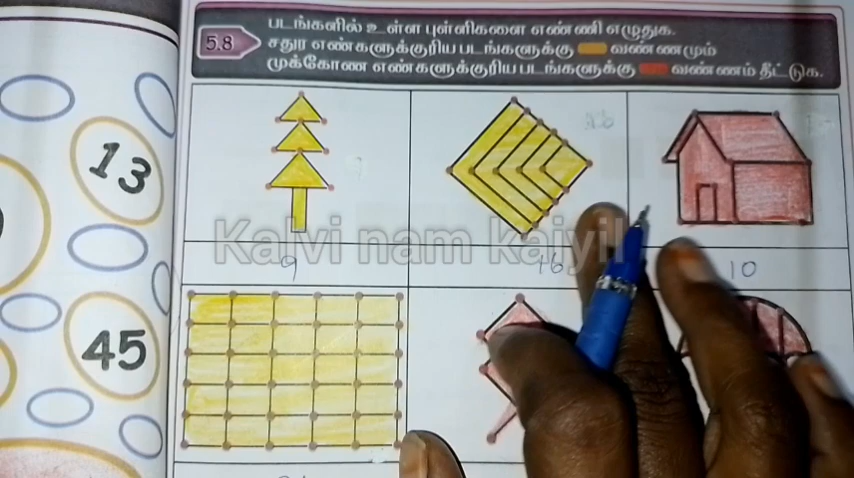 படங்களில் உள்ள புள்ளிகளை எண்ணி எழுதுக.
5.8 சதுர எண்களுக்குரிய படங்களுக்கு வண்ணமும்
முக்கோண எண்களுக்குரிய படங்களுக்கு வண்ணம் தீட்டுக.
13
Kalvi nam kaiyil
9 16 10
45